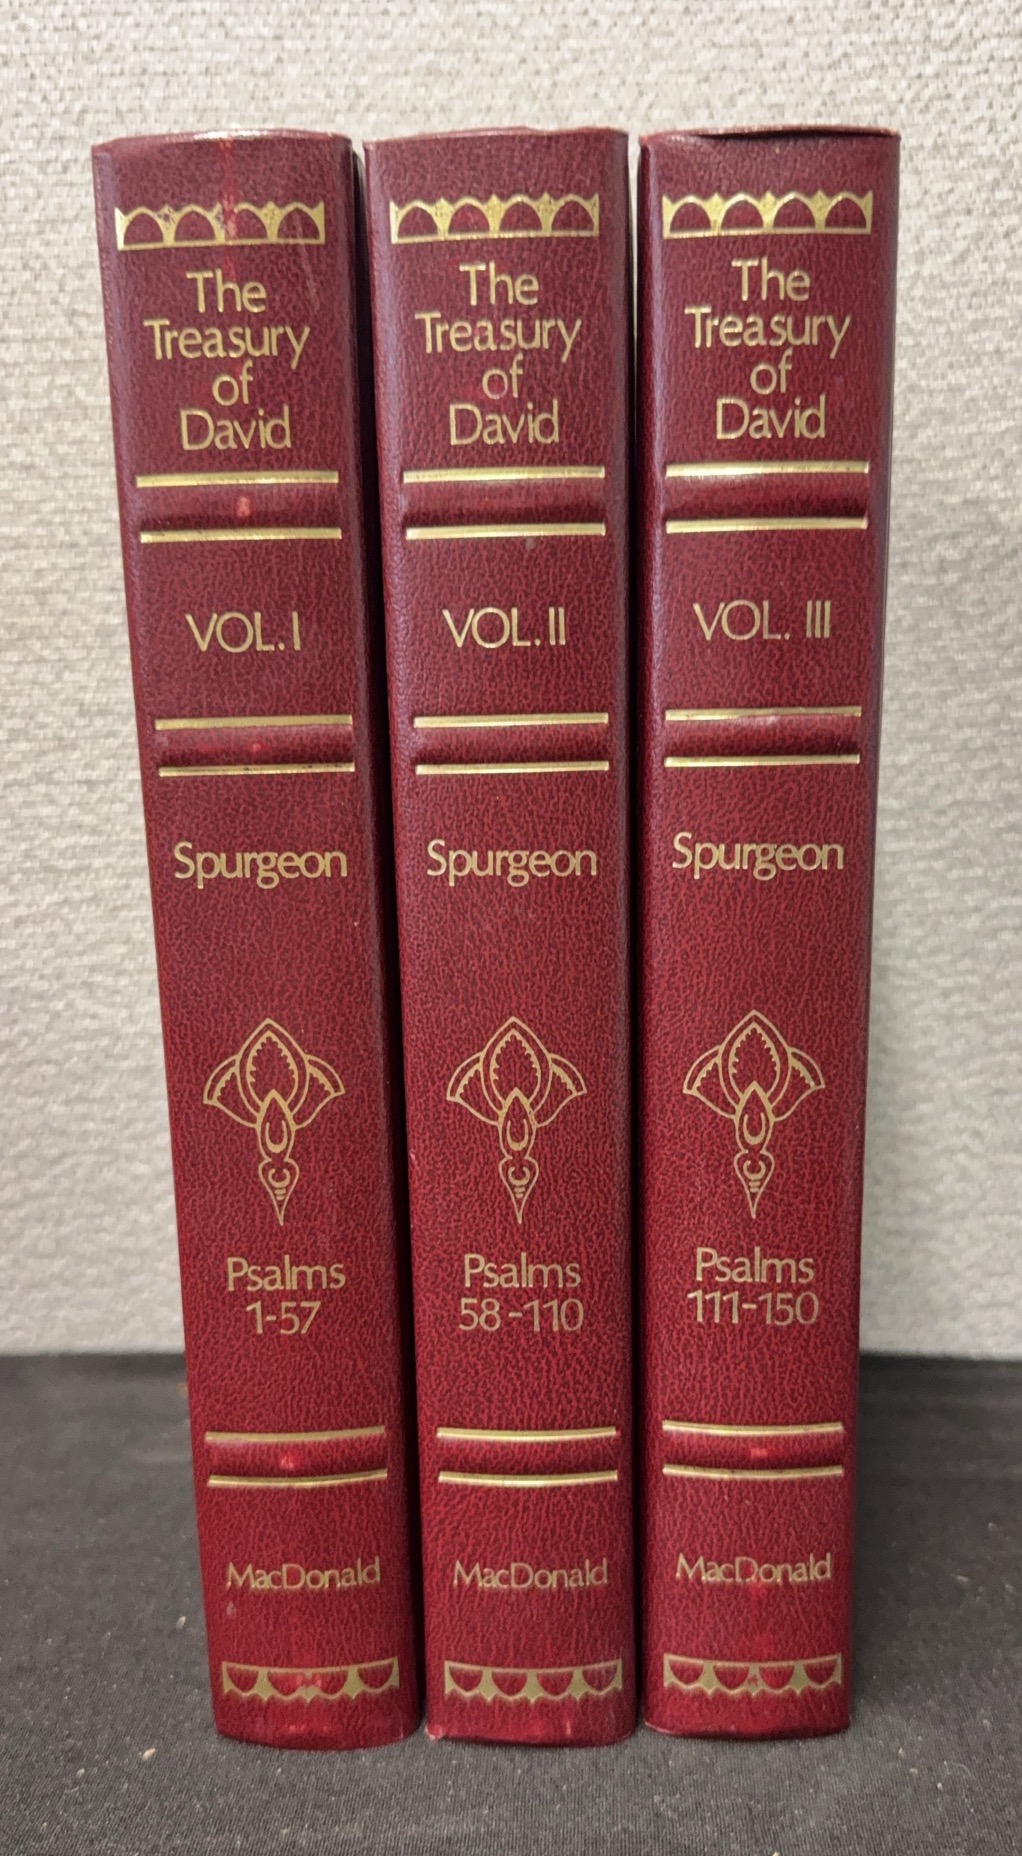 The
Treasury
of
David
VOL. I
Spurgeon
Psalms
1-57
MacDonald
The
Treasury
of
David
VOL. II
Spurgeon
Psalms
58-110
MacDonald
The
Treasury
of
David
VOL. III
Spurgeon
Psalms
111-150
MacDonald